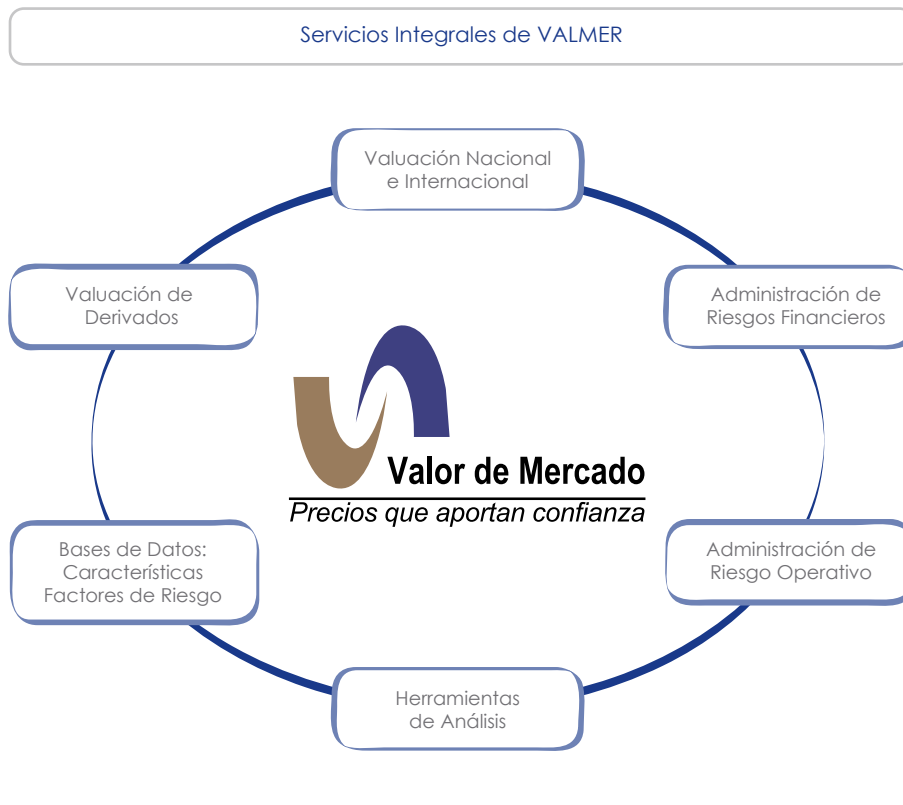 Servicios Integrales de VALMER
Valuación Nacional
e Internacional
Valuación de
Derivados
Administración de
Riesgos Financieros
Valor de Mercado
Precios que aportan confianza
Bases de Datos:
Características
Factores de Riesgo
Administración de
Riesgo Operativo
Herramientas
de Análisis